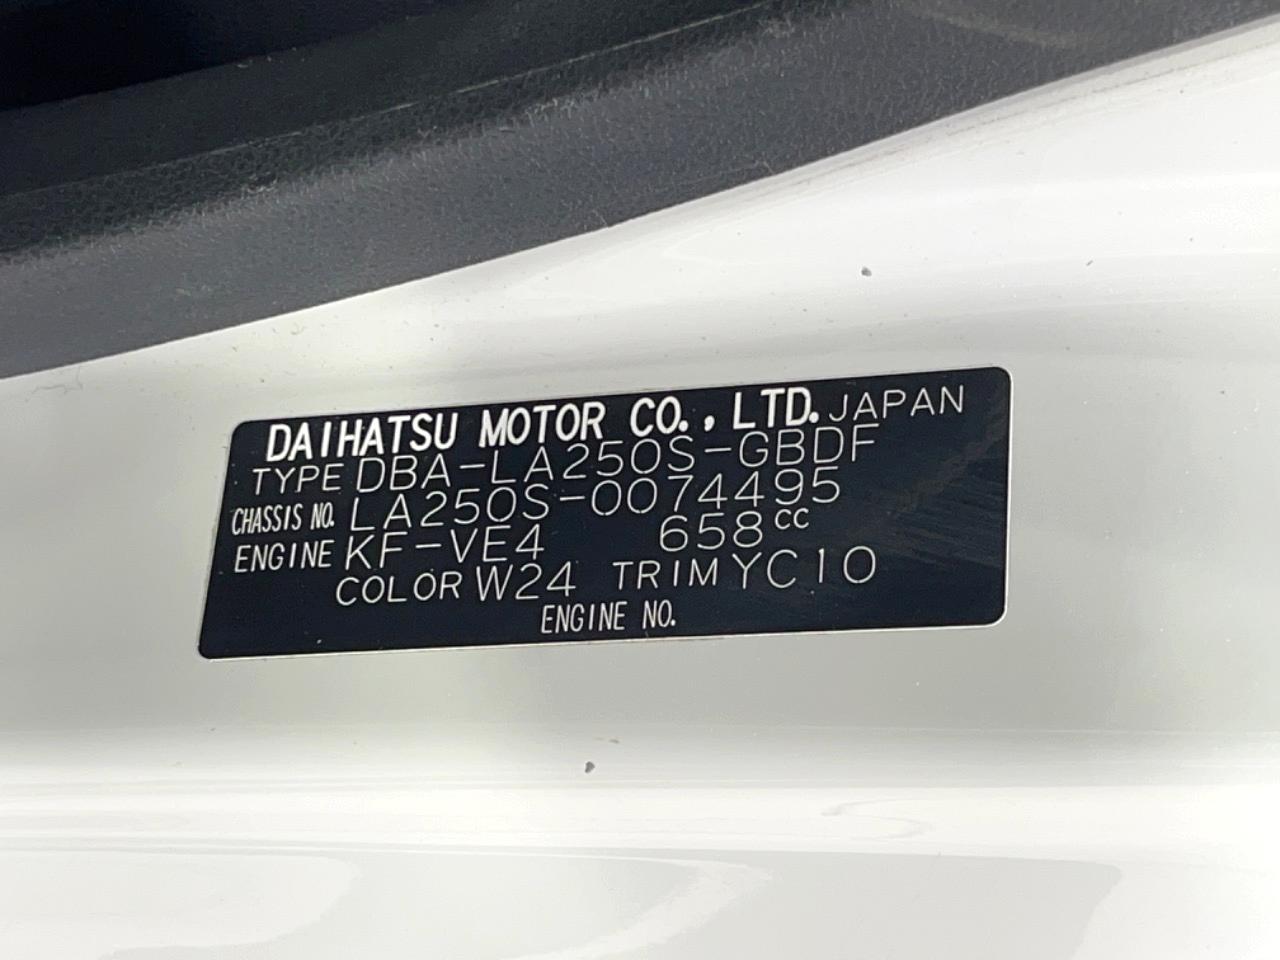 DAIHATSU MOTOR CO., LTD. JAPAN
TYPE DBA-LA250S-GBDF
CHASSIS NO. LA250S-0074495
ENGINE KF-VE4 658cc
COLOR W24 TRIM YC10
ENGINE NO.